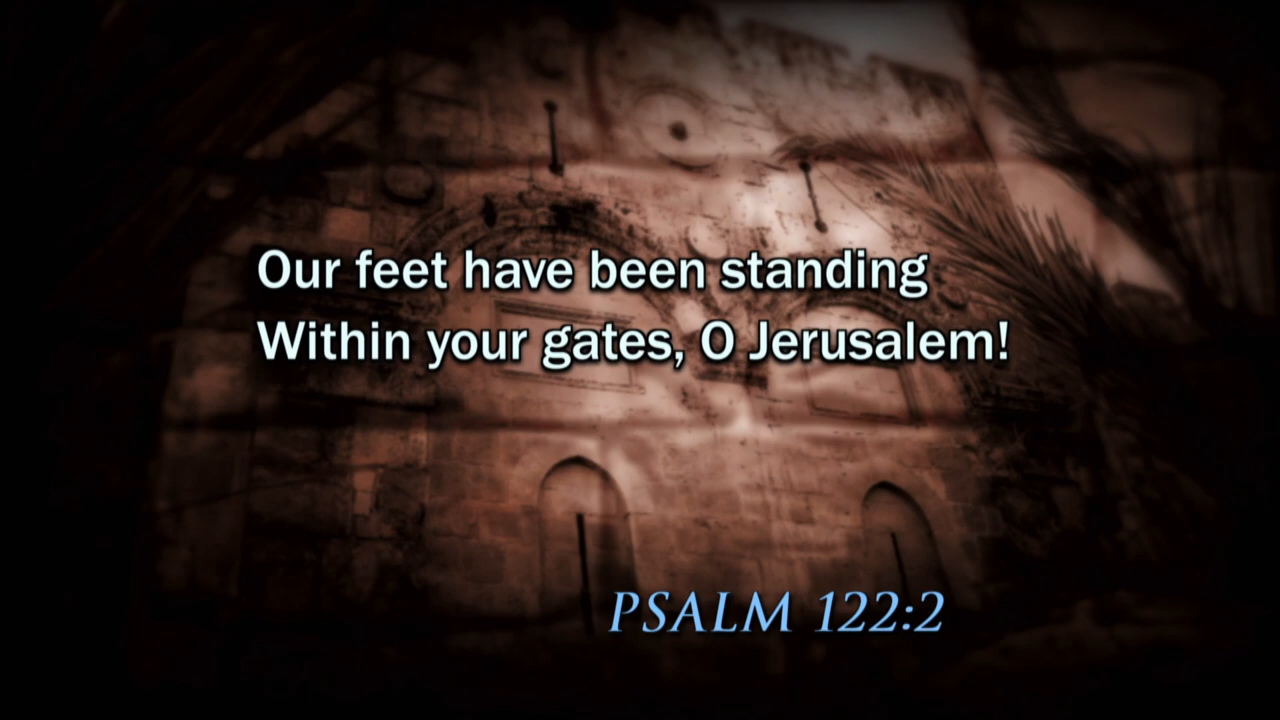 Our feet have been standing
Within your gates, O Jerusalem!
PSALM 122:2